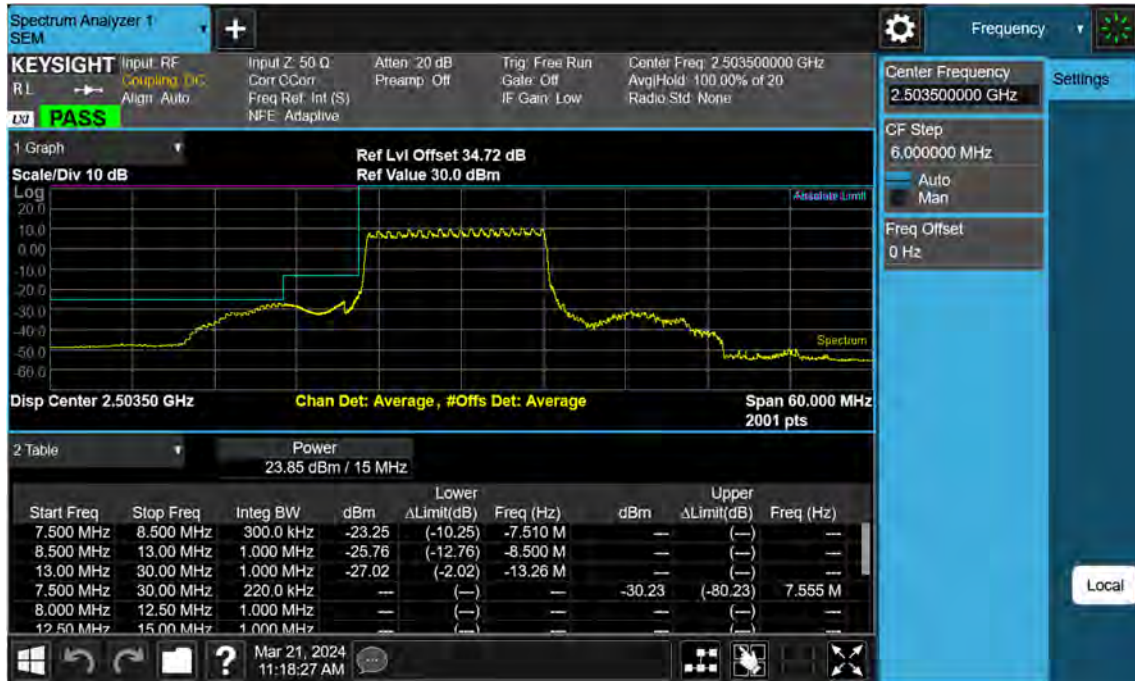 Spectrum Analyzer 1
SEM
+
Frequency
KEYSIGHT
RL
LXI
PASS
Input: RF
Coupling: DC
Align: Auto
Input Z: 50 Ω
Corr CCorr
Freq Ref: Int (S)
NFE: Adaptive
Atten: 20 dB
Preamp: Off
Trig: Free Run
Gate: Off
IF Gain: Low
Center Freq: 2.503500000 GHz
Avg|Hold: 100.00% of 20
Radio Std: None
Center Frequency
2.503500000 GHz
Settings
CF Step
6.000000 MHz
Auto
Man
Freq Offset
0 Hz
1 Graph
Scale/Div 10 dB
Ref Lvl Offset 34.72 dB
Ref Value 30.0 dBm
Log
Absolute Limit
20.0
10.0
0.00
-10.0
-20.0
-30.0
-40.0
-50.0
-60.0
Spectrum
Disp Center 2.50350 GHz
Chan Det: Average, #Offs Det: Average
Span 60.000 MHz
2001 pts
2 Table
Power
23.85 dBm / 15 MHz
Lower Upper
Start Freq Stop Freq Integ BW dBm ΔLimit(dB) Freq (Hz) dBm ΔLimit(dB) Freq (Hz)
7.500 MHz 8.500 MHz 300.0 kHz -23.25 (-10.25) -7.510 M --- (---) ---
8.500 MHz 13.00 MHz 1.000 MHz -25.76 (-12.76) -8.500 M --- (---) ---
13.00 MHz 30.00 MHz 1.000 MHz -27.02 (-2.02) -13.26 M --- (---) ---
7.500 MHz 30.00 MHz 220.0 kHz --- (---) --- -30.23 (-80.23) 7.555 M
8.000 MHz 12.50 MHz 1.000 MHz --- (---) --- --- (---) ---
12.50 MHz 15.00 MHz 1.000 MHz --- (---) --- --- (---) ---
Local
?
Mar 21, 2024
11:18:27 AM